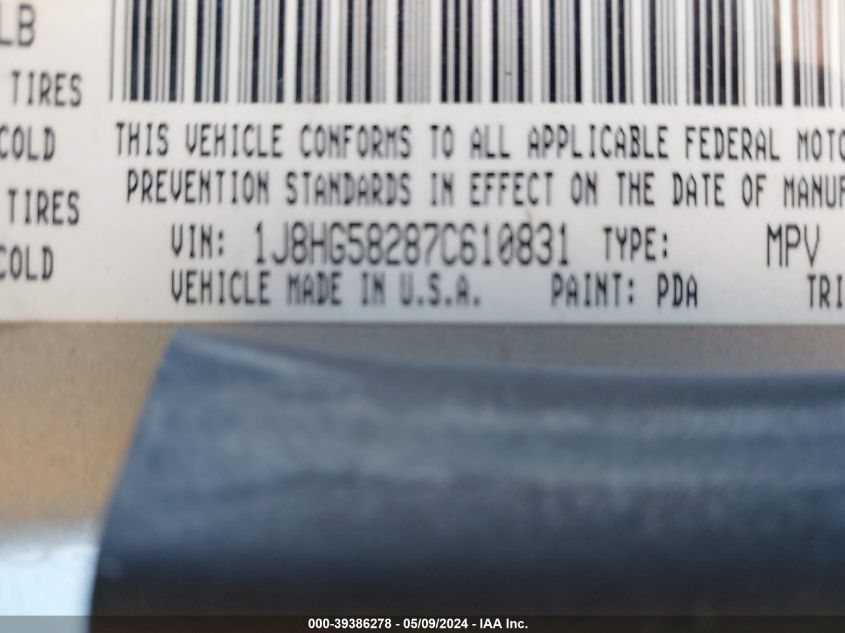 LB
TIRES
COLD
TIRES
COLD
THIS VEHICLE CONFORMS TO ALL APPLICABLE FEDERAL MOTO
PREVENTION STANDARDS IN EFFECT ON THE DATE OF MANUF
VIN: 1J8HG58287C610831 TYPE: MPV
VEHICLE MADE IN U.S.A. PAINT: PDA TRI
000-39386278 - 05/09/2024 - IAA Inc.